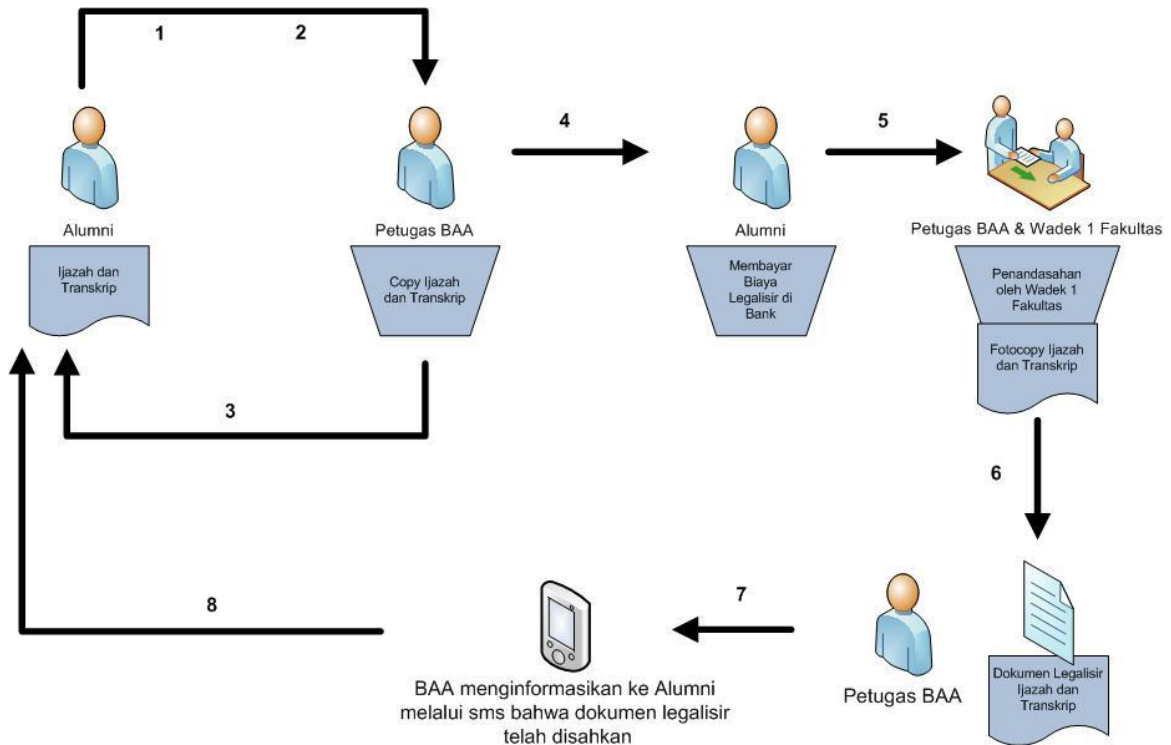 1
2
4
5
Alumni
Petugas BAA
Alumni
Petugas BAA & Wadek 1 Fakultas
Ijazah dan
Transkrip
Copy Ijazah
dan Transkrip
Membayar
Biaya
Legalisir di
Bank
Penandasahan
oleh Wadek 1
Fakultas
Fotocopy Ijazah
dan Transkrip
3
6
8
7
BAA menginformasikan ke Alumni
melalui sms bahwa dokumen legalisir
telah disahkan
Petugas BAA
Dokumen Legalisir
Ijazah dan
Transkrip